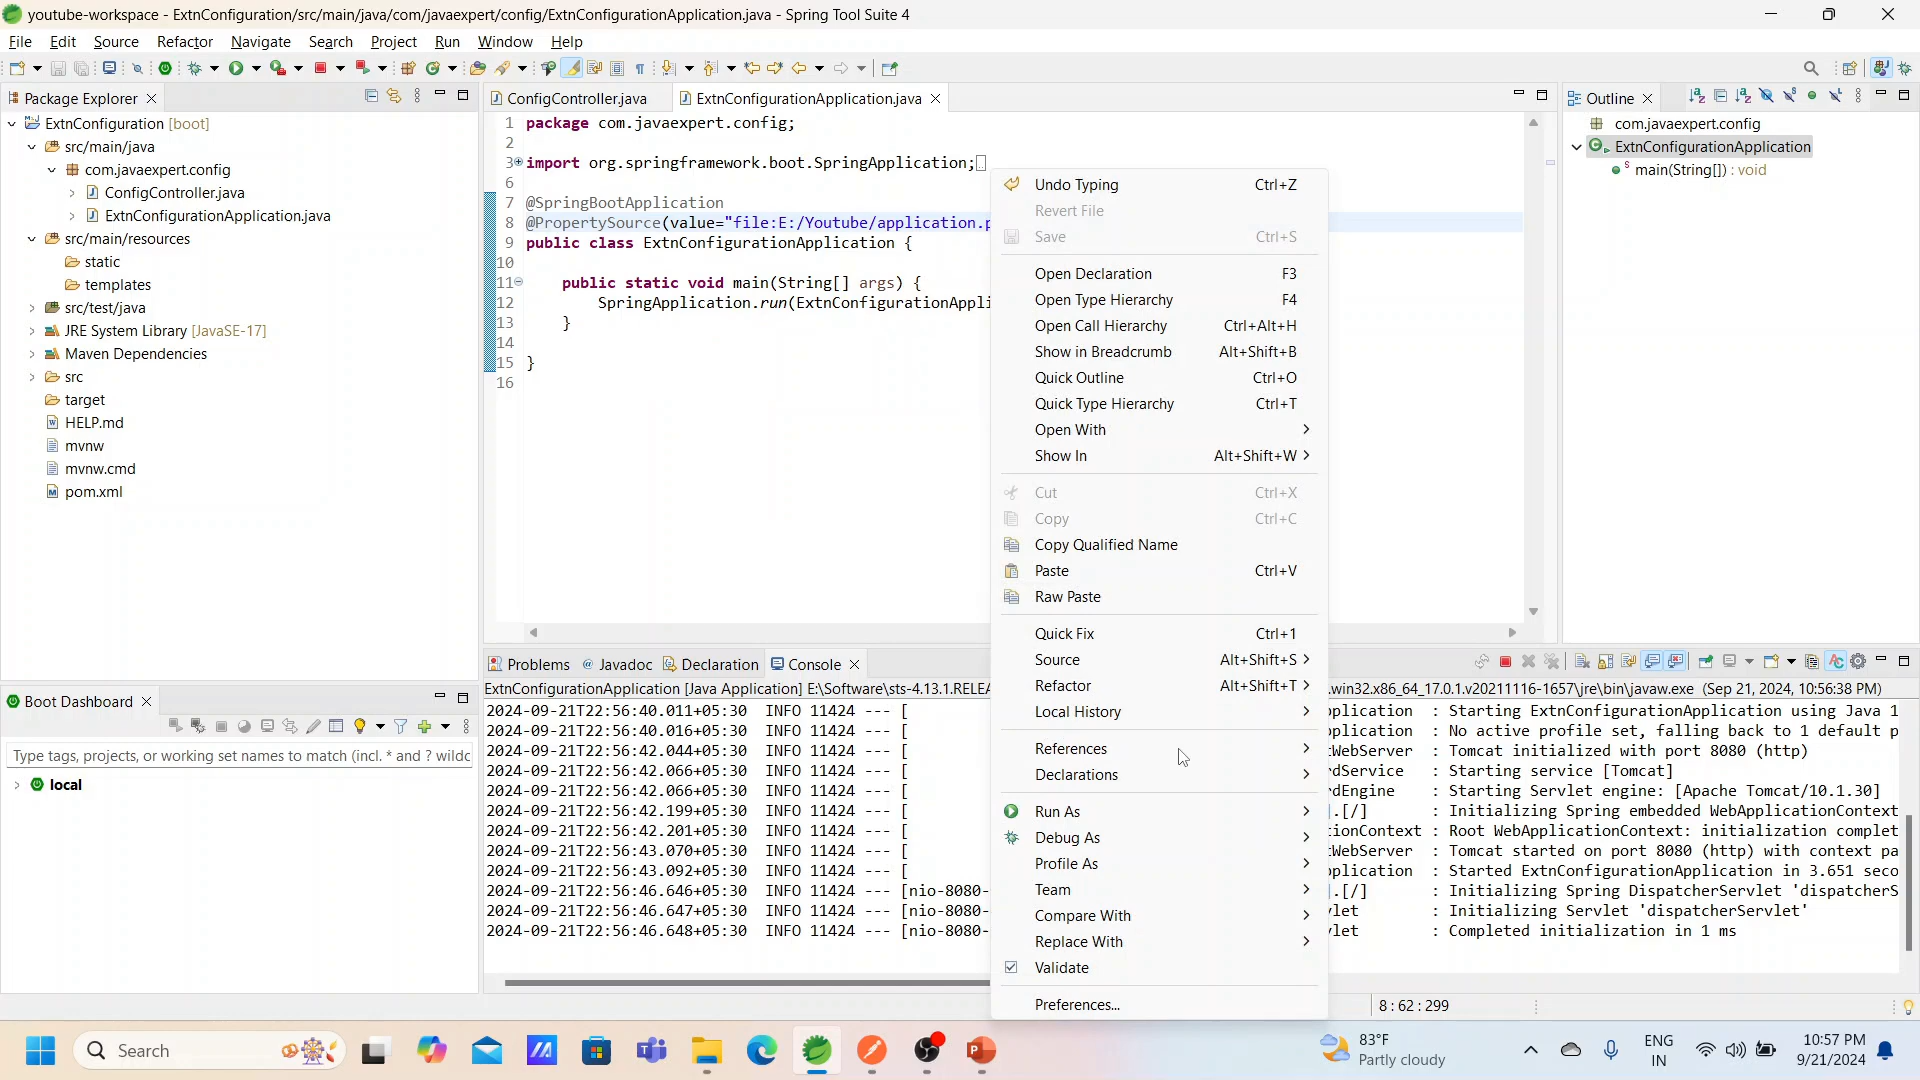 youtube-workspace - ExtnConfiguration/src/main/java/com/javaexpert/config/ExtnConfigurationApplication.java - Spring Tool Suite 4
File Edit Source Refactor Navigate Search Project Run Window Help
Package Explorer
ExtnConfiguration [boot]
src/main/java
com.javaexpert.config
ConfigController.java
ExtnConfigurationApplication.java
src/main/resources
static
templates
src/test/java
JRE System Library [JavaSE-17]
Maven Dependencies
src
target
HELP.md
mvnw
mvnw.cmd
pom.xml
Boot Dashboard
Type tags, projects, or working set names to match (incl. * and ? wildc
local
ConfigController.java ExtnConfigurationApplication.java
1 package com.javaexpert.config;
2
3 import org.springframework.boot.SpringApplication;
6
7 @SpringBootApplication
8 @PropertySource(value="file:E:/Youtube/application.p
9 public class ExtnConfigurationApplication {
10
11 public static void main(String[] args) {
12 SpringApplication.run(ExtnConfigurationAppli
13 }
14
15 }
16
Undo Typing Ctrl+Z
Revert File
Save Ctrl+S
Open Declaration F3
Open Type Hierarchy F4
Open Call Hierarchy Ctrl+Alt+H
Show in Breadcrumb Alt+Shift+B
Quick Outline Ctrl+O
Quick Type Hierarchy Ctrl+T
Open With
Show In Alt+Shift+W
Cut Ctrl+X
Copy Ctrl+C
Copy Qualified Name
Paste Ctrl+V
Raw Paste
Quick Fix Ctrl+1
Source Alt+Shift+S
Refactor Alt+Shift+T
Local History
References
Declarations
Run As
Debug As
Profile As
Team
Compare With
Replace With
Validate
Preferences...
Outline
com.javaexpert.config
ExtnConfigurationApplication
main(String[]) : void
Problems Javadoc Declaration Console
ExtnConfigurationApplication [Java Application] E:\Software\sts-4.13.1.RELEA .win32.x86_64_17.0.1.v20211116-1657\jre\bin\javaw.exe (Sep 21, 2024, 10:56:38 PM)
2024-09-21T22:56:40.011+05:30 INFO 11424 --- [ plication : Starting ExtnConfigurationApplication using Java 1
2024-09-21T22:56:40.016+05:30 INFO 11424 --- [ plication : No active profile set, falling back to 1 default p
2024-09-21T22:56:42.044+05:30 INFO 11424 --- [ tWebServer : Tomcat initialized with port 8080 (http)
2024-09-21T22:56:42.066+05:30 INFO 11424 --- [ rdService : Starting service [Tomcat]
2024-09-21T22:56:42.066+05:30 INFO 11424 --- [ rdEngine : Starting Servlet engine: [Apache Tomcat/10.1.30]
2024-09-21T22:56:42.199+05:30 INFO 11424 --- [ ].[/] : Initializing Spring embedded WebApplicationContext
2024-09-21T22:56:42.201+05:30 INFO 11424 --- [ tionContext : Root WebApplicationContext: initialization complet
2024-09-21T22:56:43.070+05:30 INFO 11424 --- [ tWebServer : Tomcat started on port 8080 (http) with context pa
2024-09-21T22:56:43.092+05:30 INFO 11424 --- [ plication : Started ExtnConfigurationApplication in 3.651 seco
2024-09-21T22:56:46.646+05:30 INFO 11424 --- [nio-8080- ].[/] : Initializing Spring DispatcherServlet 'dispatcherS
2024-09-21T22:56:46.647+05:30 INFO 11424 --- [nio-8080- let : Initializing Servlet 'dispatcherServlet'
2024-09-21T22:56:46.648+05:30 INFO 11424 --- [nio-8080- let : Completed initialization in 1 ms
8 : 62 : 299
Search
83°F
Partly cloudy
ENG
IN
10:57 PM
9/21/2024